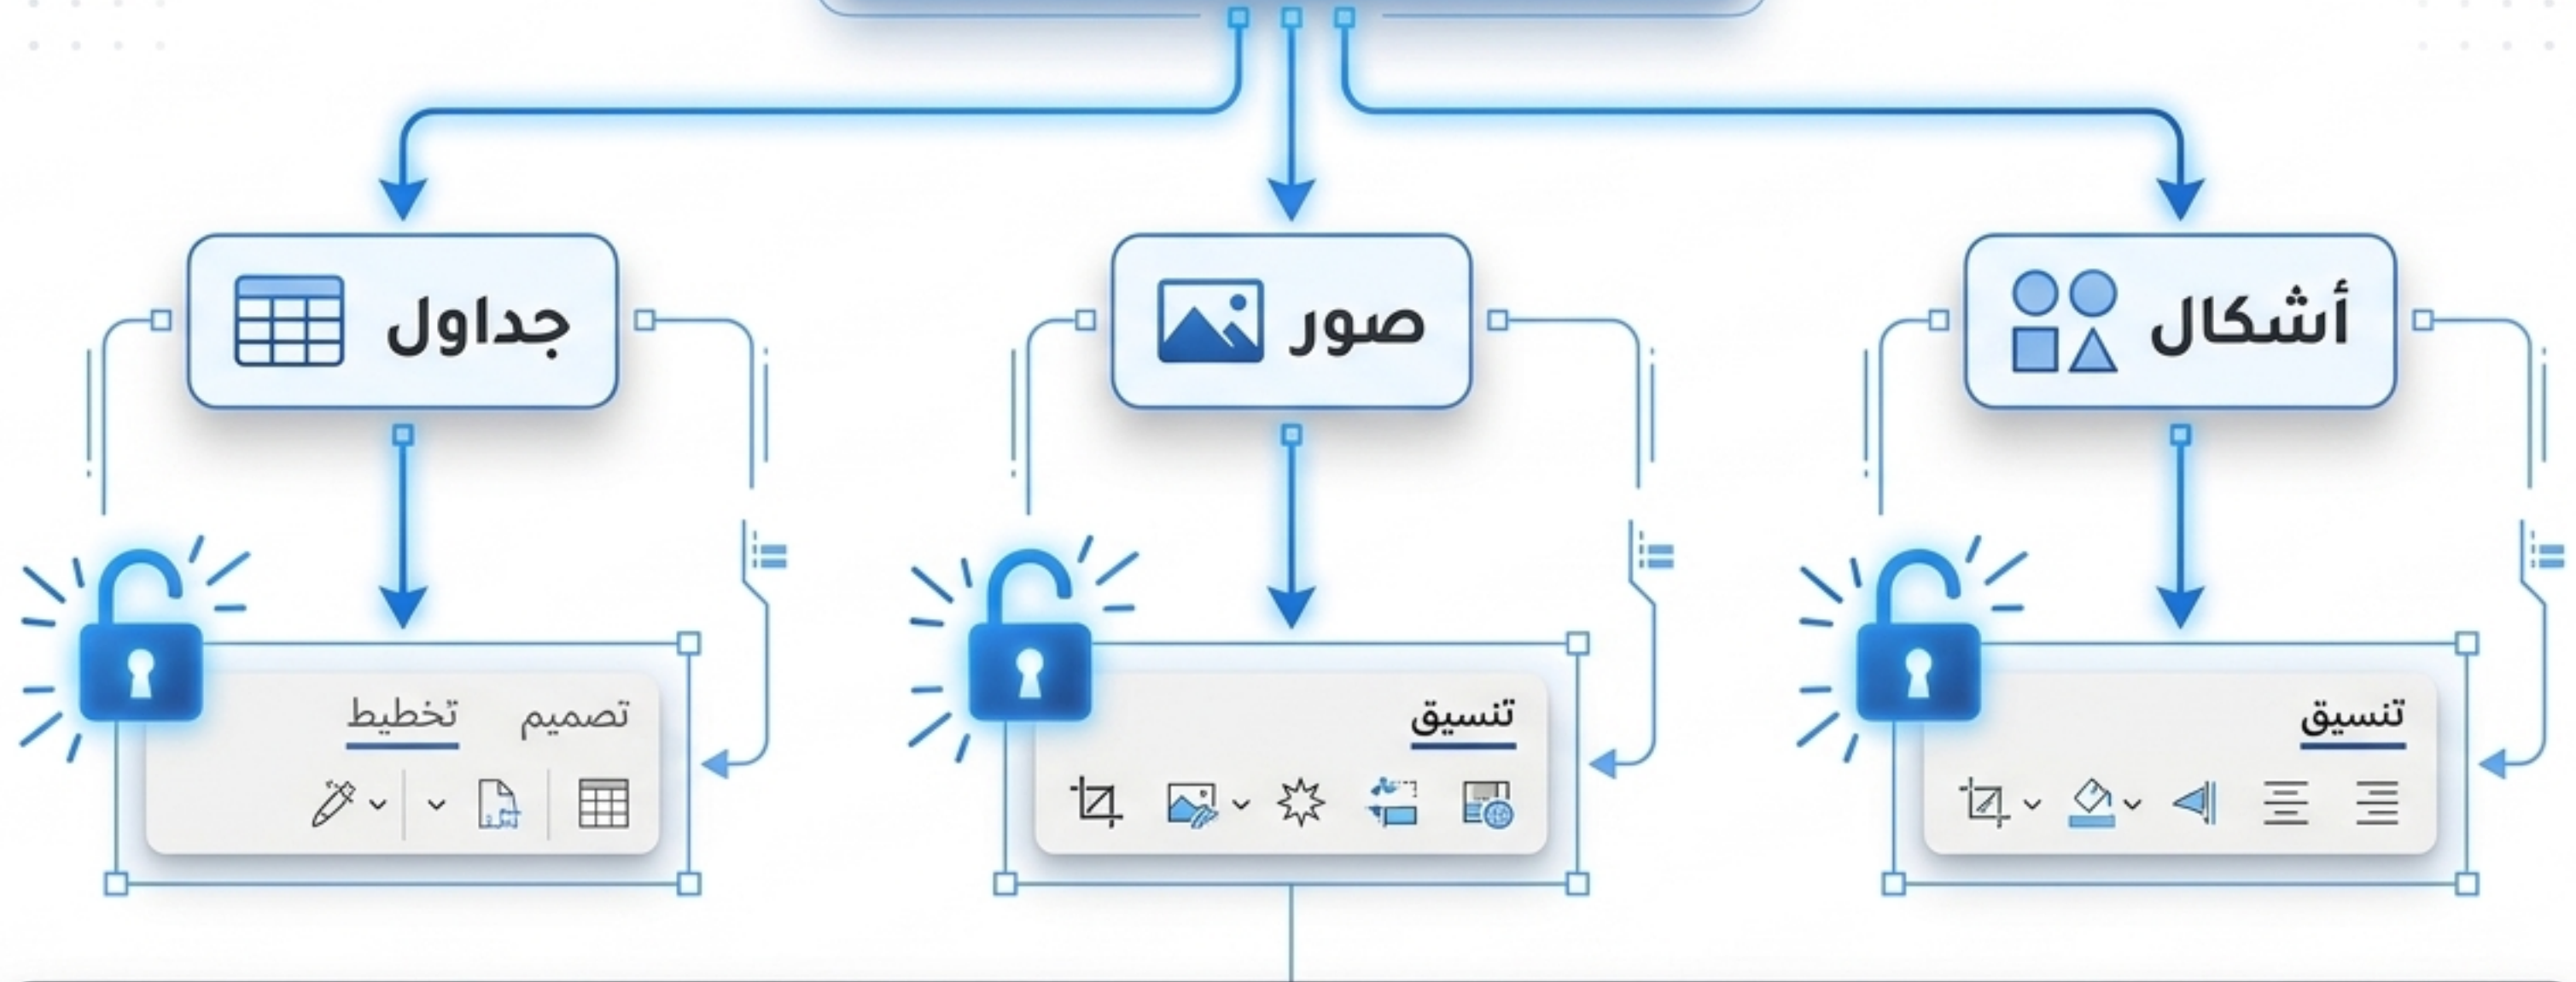 أشكال
صور
جداول
تنسيق
تنسيق
تصميم تخطيط